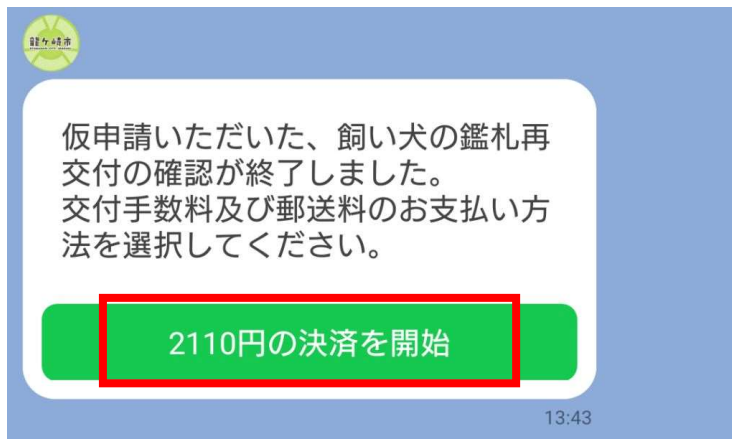 龍ケ崎市
仮申請いただいた、飼い犬の鑑札再
交付の確認が終了しました。
交付手数料及び郵送料のお支払い方
法を選択してください。
2110円の決済を開始
13:43